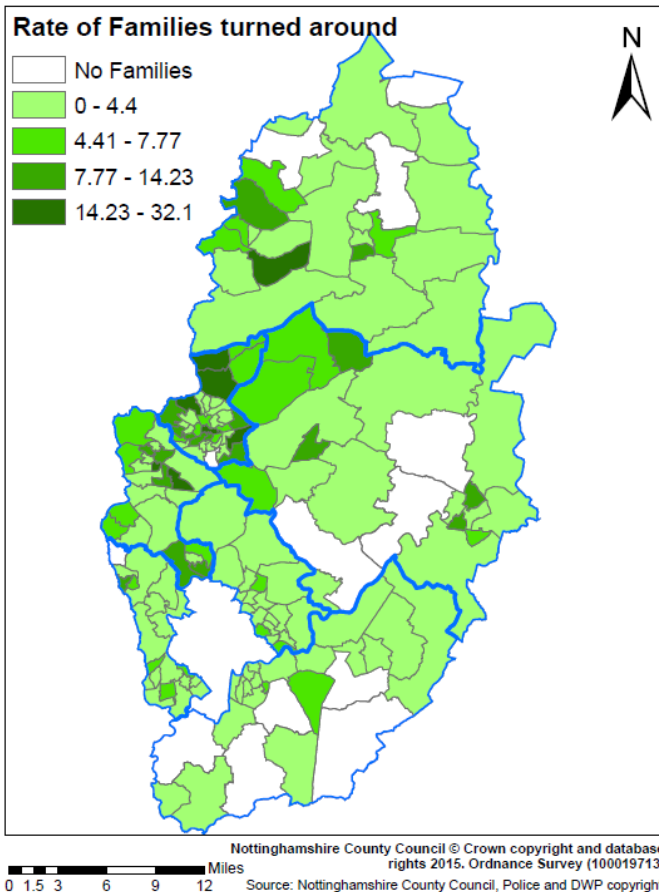 Rate of Families turned around
No Families
0 - 4.4
4.41 - 7.77
7.77 - 14.23
14.23 - 32.1
N
Nottinghamshire County Council © Crown copyright and database
rights 2015. Ordnance Survey (100019713
Miles
0 1.5 3 6 9 12
Source: Nottinghamshire County Council, Police and DWP copyrigh